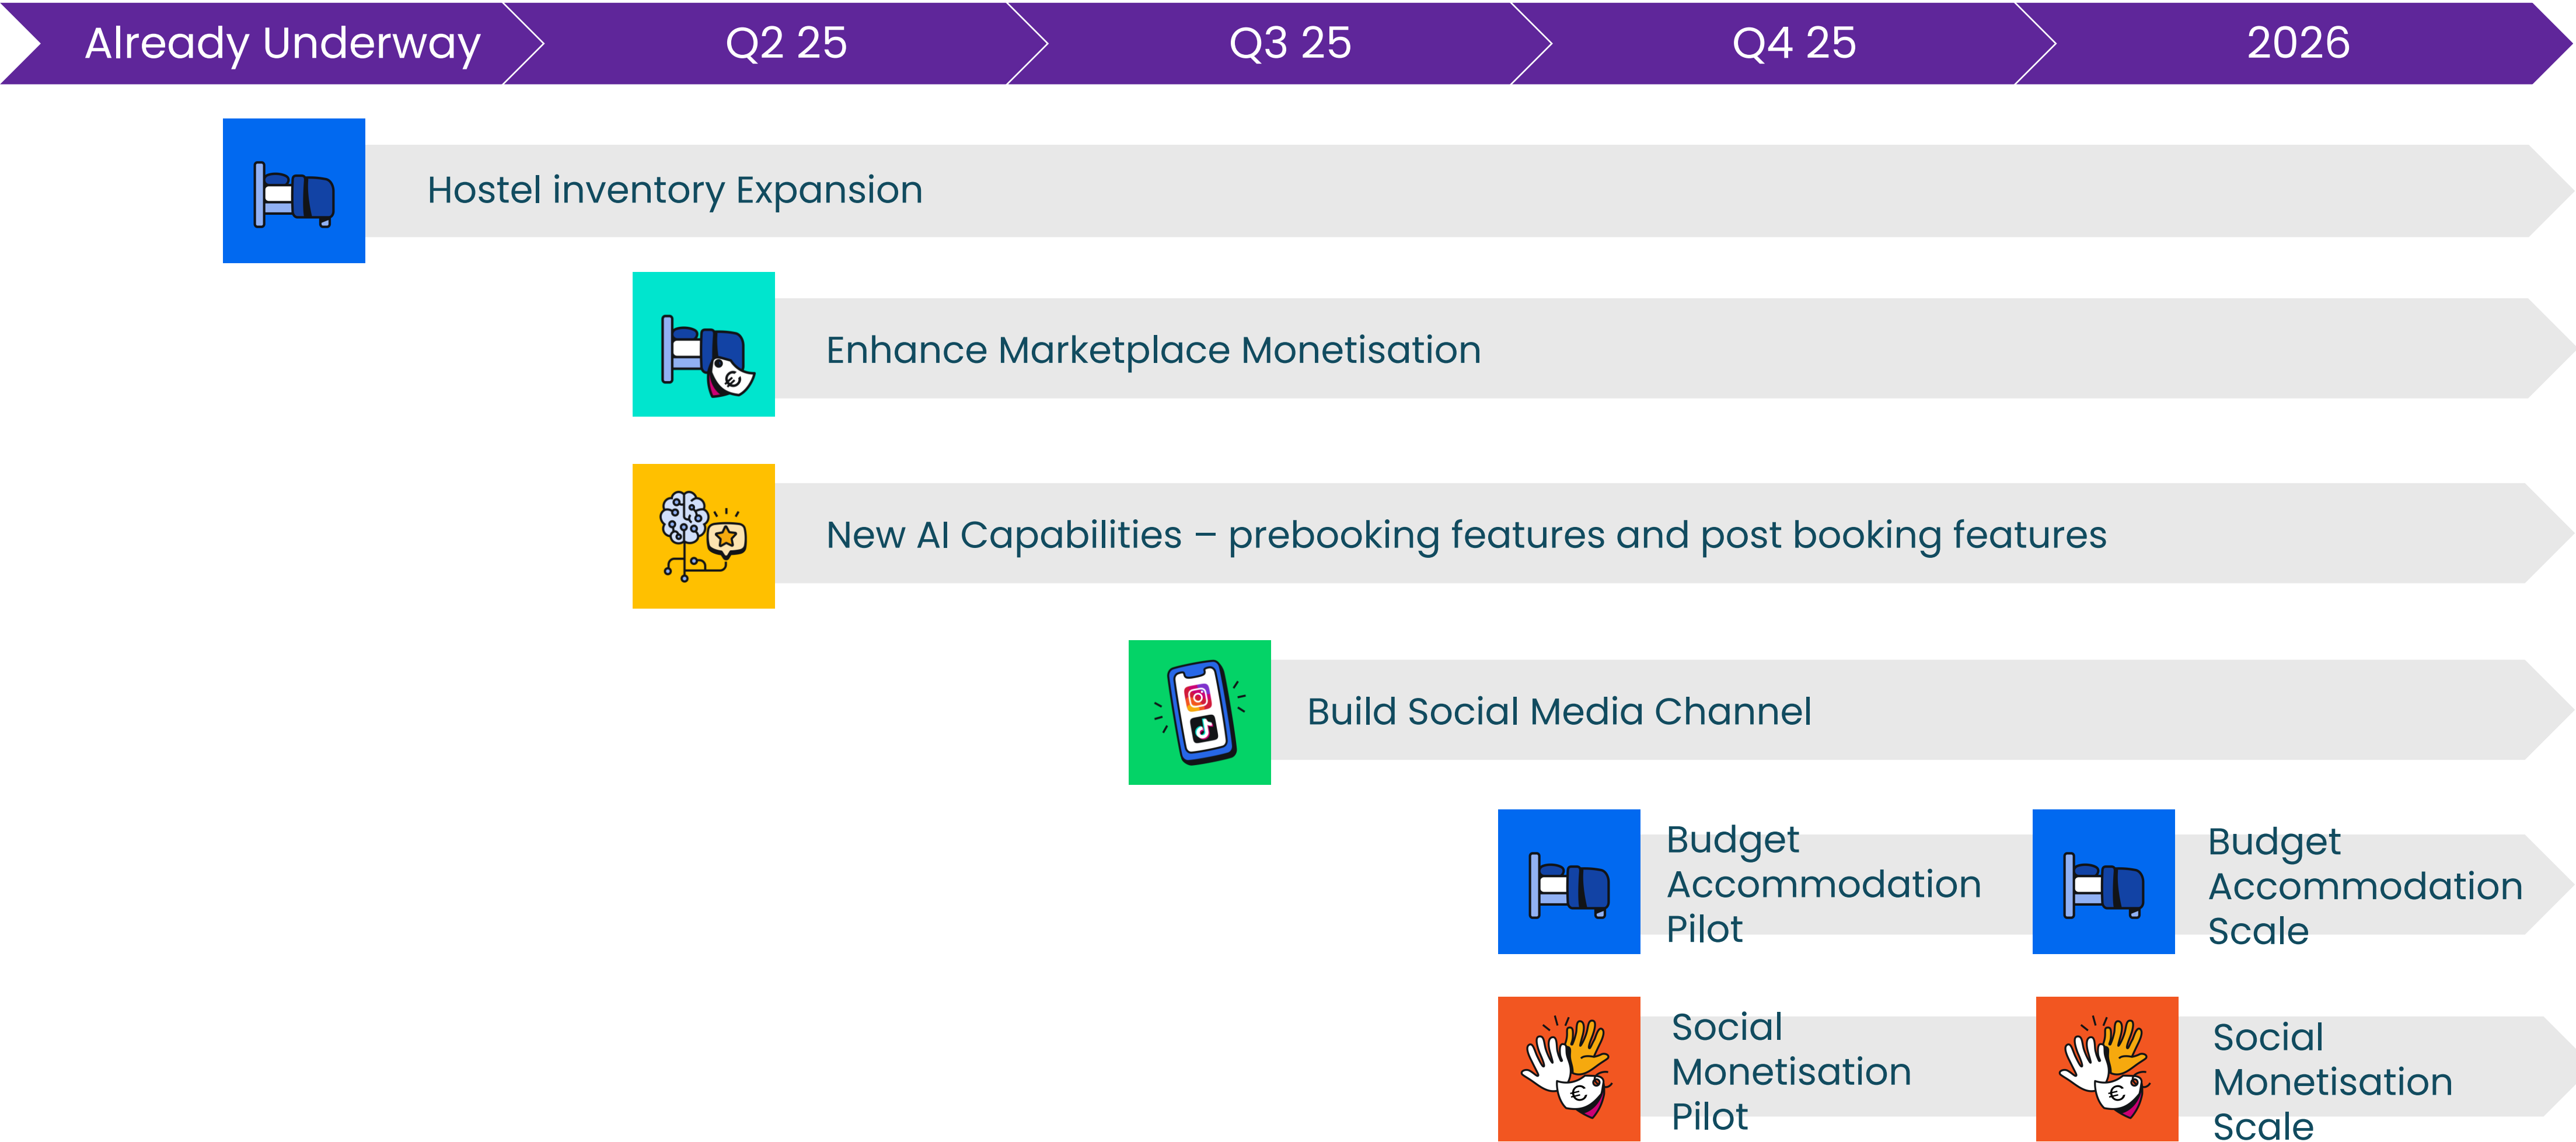 Already Underway
Q2 25
Q3 25
Q4 25
2026
Hostel inventory Expansion
€
Enhance Marketplace Monetisation
New AI Capabilities – prebooking features and post booking features
Build Social Media Channel
Budget
Accommodation
Pilot
Budget
Accommodation
Scale
€
Social
Monetisation
Pilot
€
Social
Monetisation
Scale